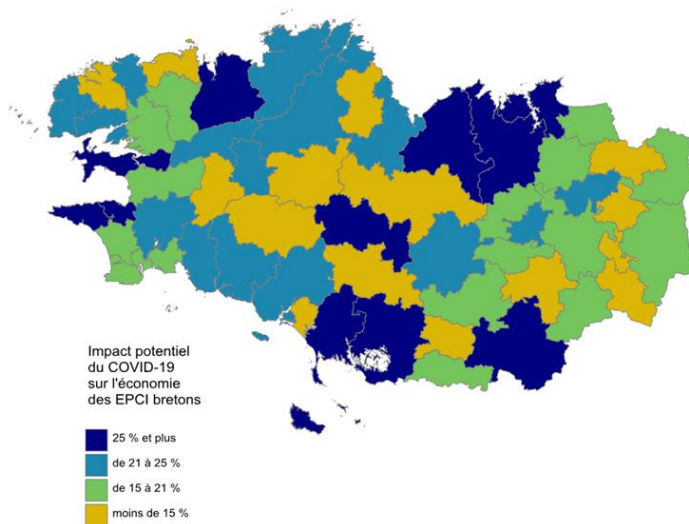 Impact potentiel
du COVID-19
sur l'économie
des EPCI bretons
25 % et plus
de 21 à 25 %
de 15 à 21 %
moins de 15 %